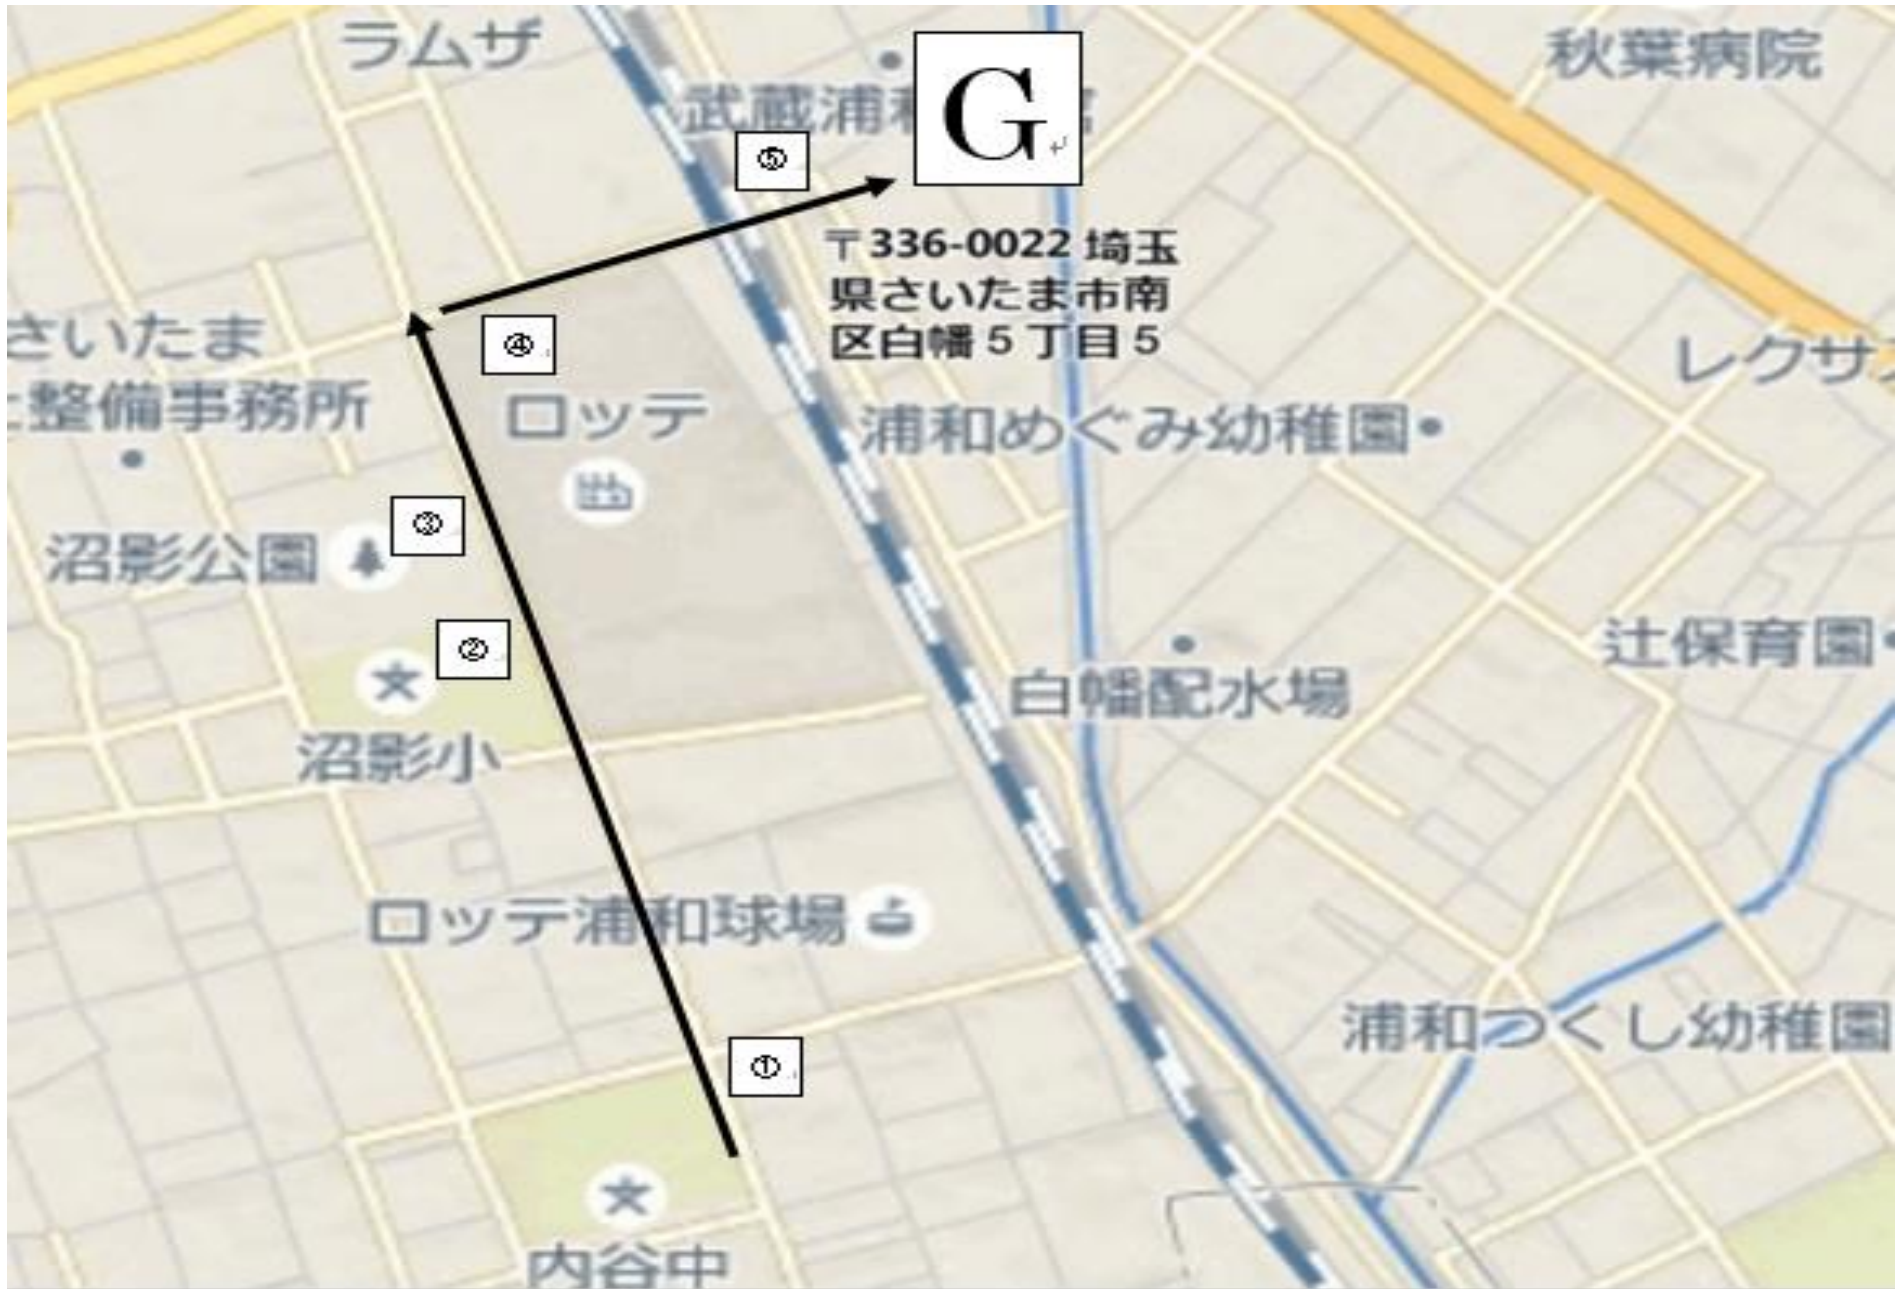 ラムザ
秋葉病院
武蔵浦和
G
⑤
〒336-0022 埼玉
県さいたま市南
区白幡５丁目５
さいたま
整備事務所
④
ロッテ
レクサス
浦和めぐみ幼稚園
③
沼影公園
②
辻保育園
白幡配水場
沼影小
ロッテ浦和球場
浦和つくし幼稚園
①
内谷中